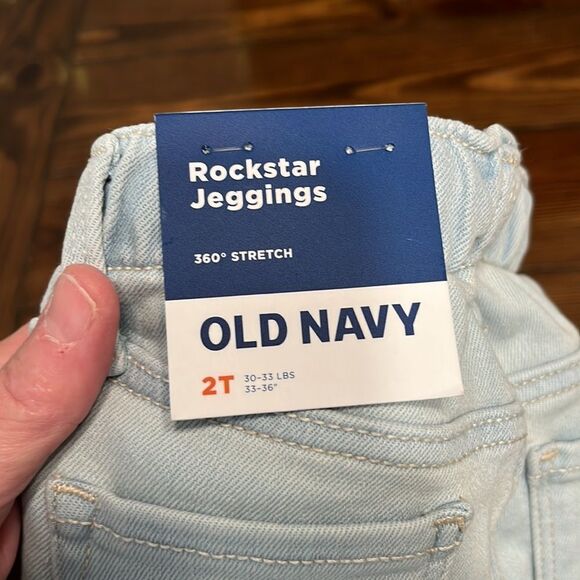 Rockstar
Jeggings
360° STRETCH
OLD NAVY
2T
30-33 LBS
33-36"